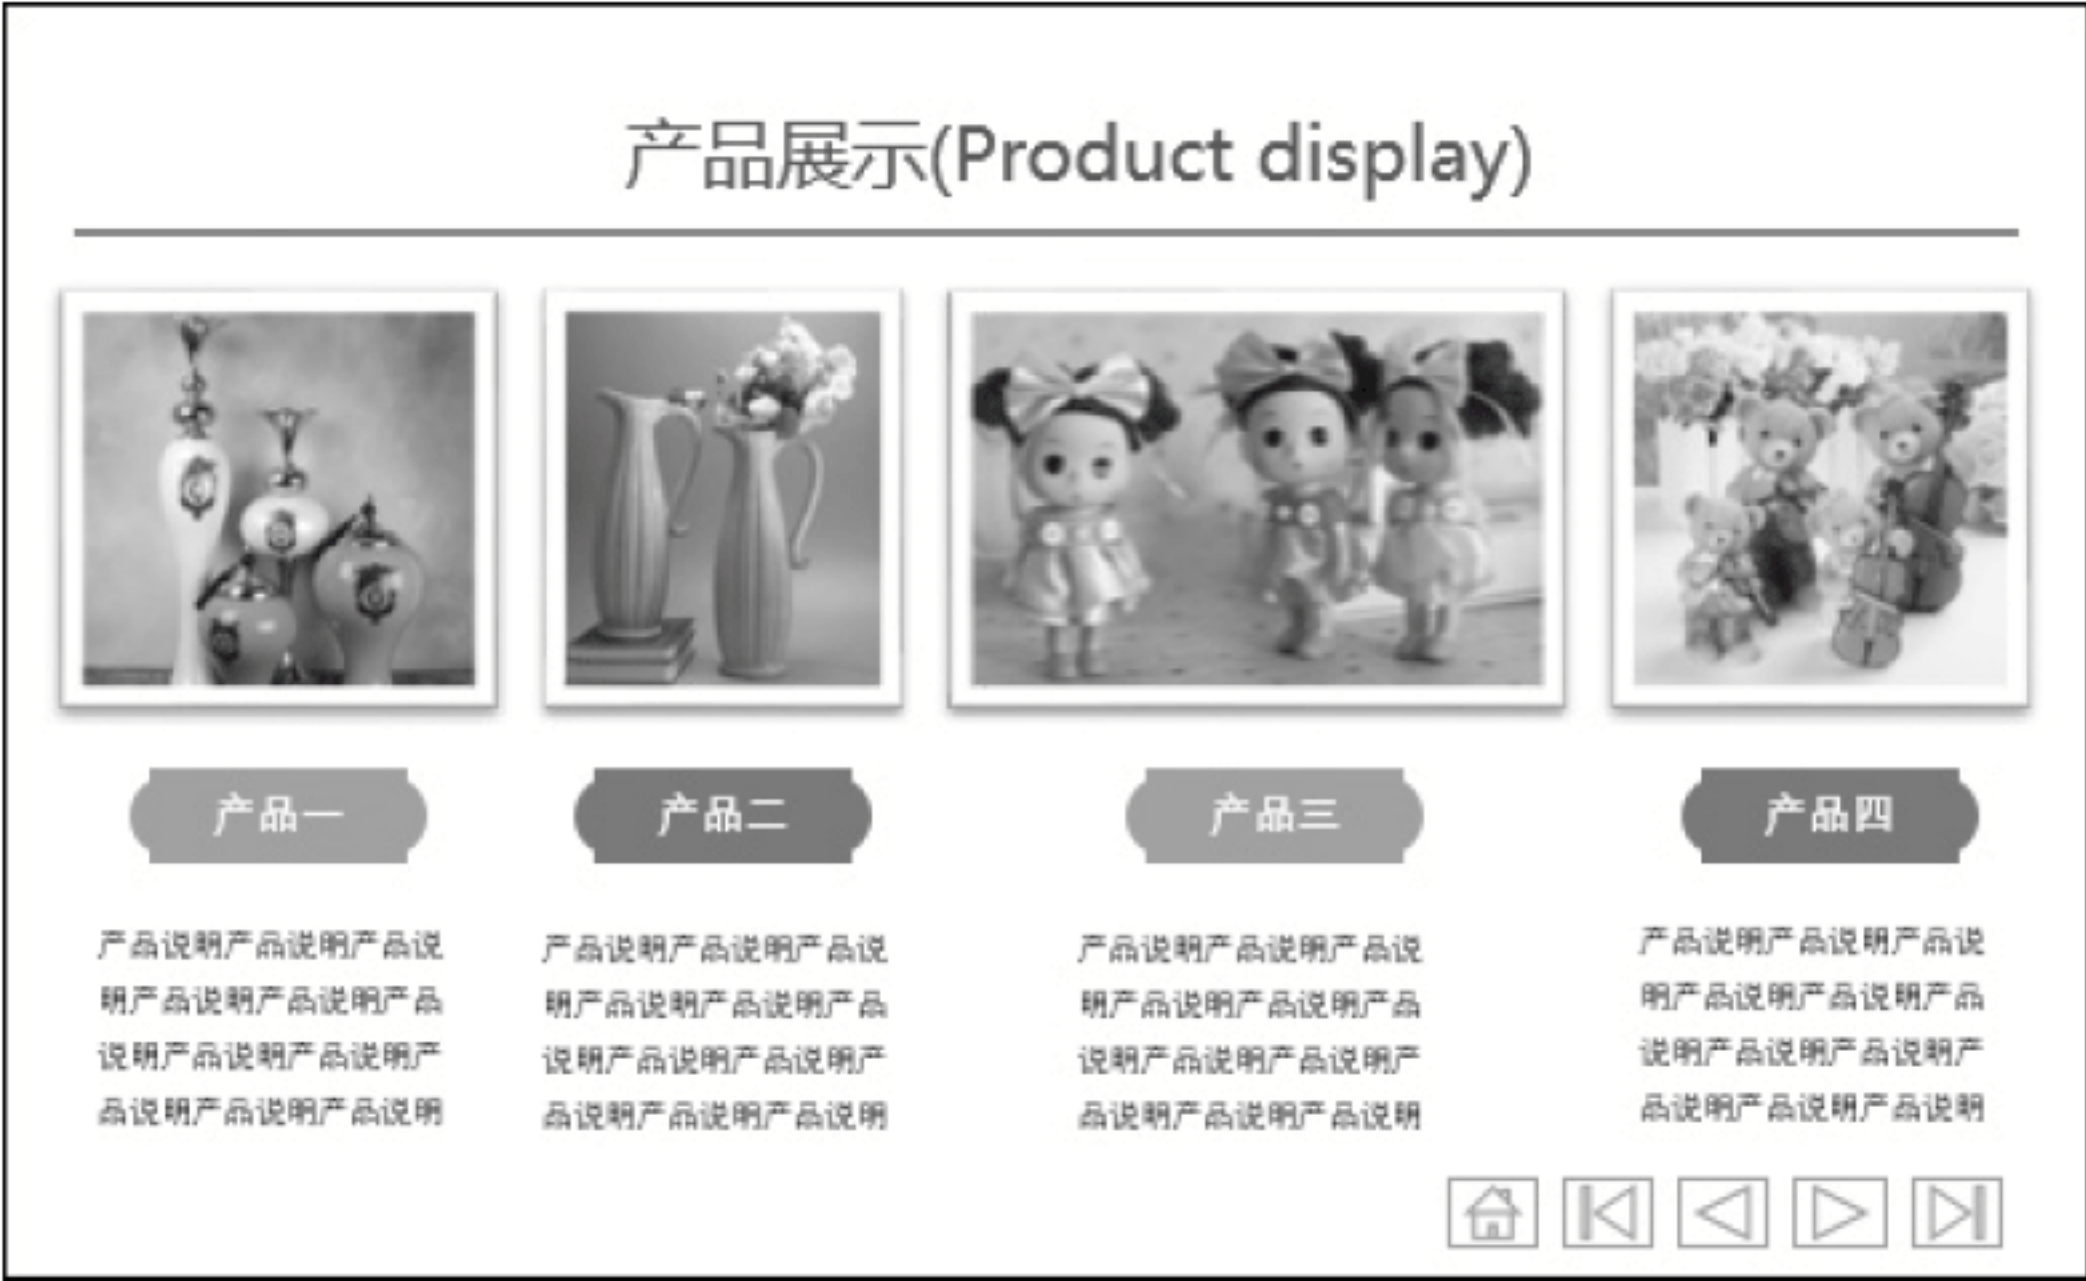 产品展示(Product display)
产品一
产品二
产品三
产品四
产品说明产品说明产品说
明产品说明产品说明产品
说明产品说明产品说明产
品说明产品说明产品说明
产品说明产品说明产品说
明产品说明产品说明产品
说明产品说明产品说明产
品说明产品说明产品说明
产品说明产品说明产品说
明产品说明产品说明产品
说明产品说明产品说明产
品说明产品说明产品说明
产品说明产品说明产品说
明产品说明产品说明产品
说明产品说明产品说明产
品说明产品说明产品说明